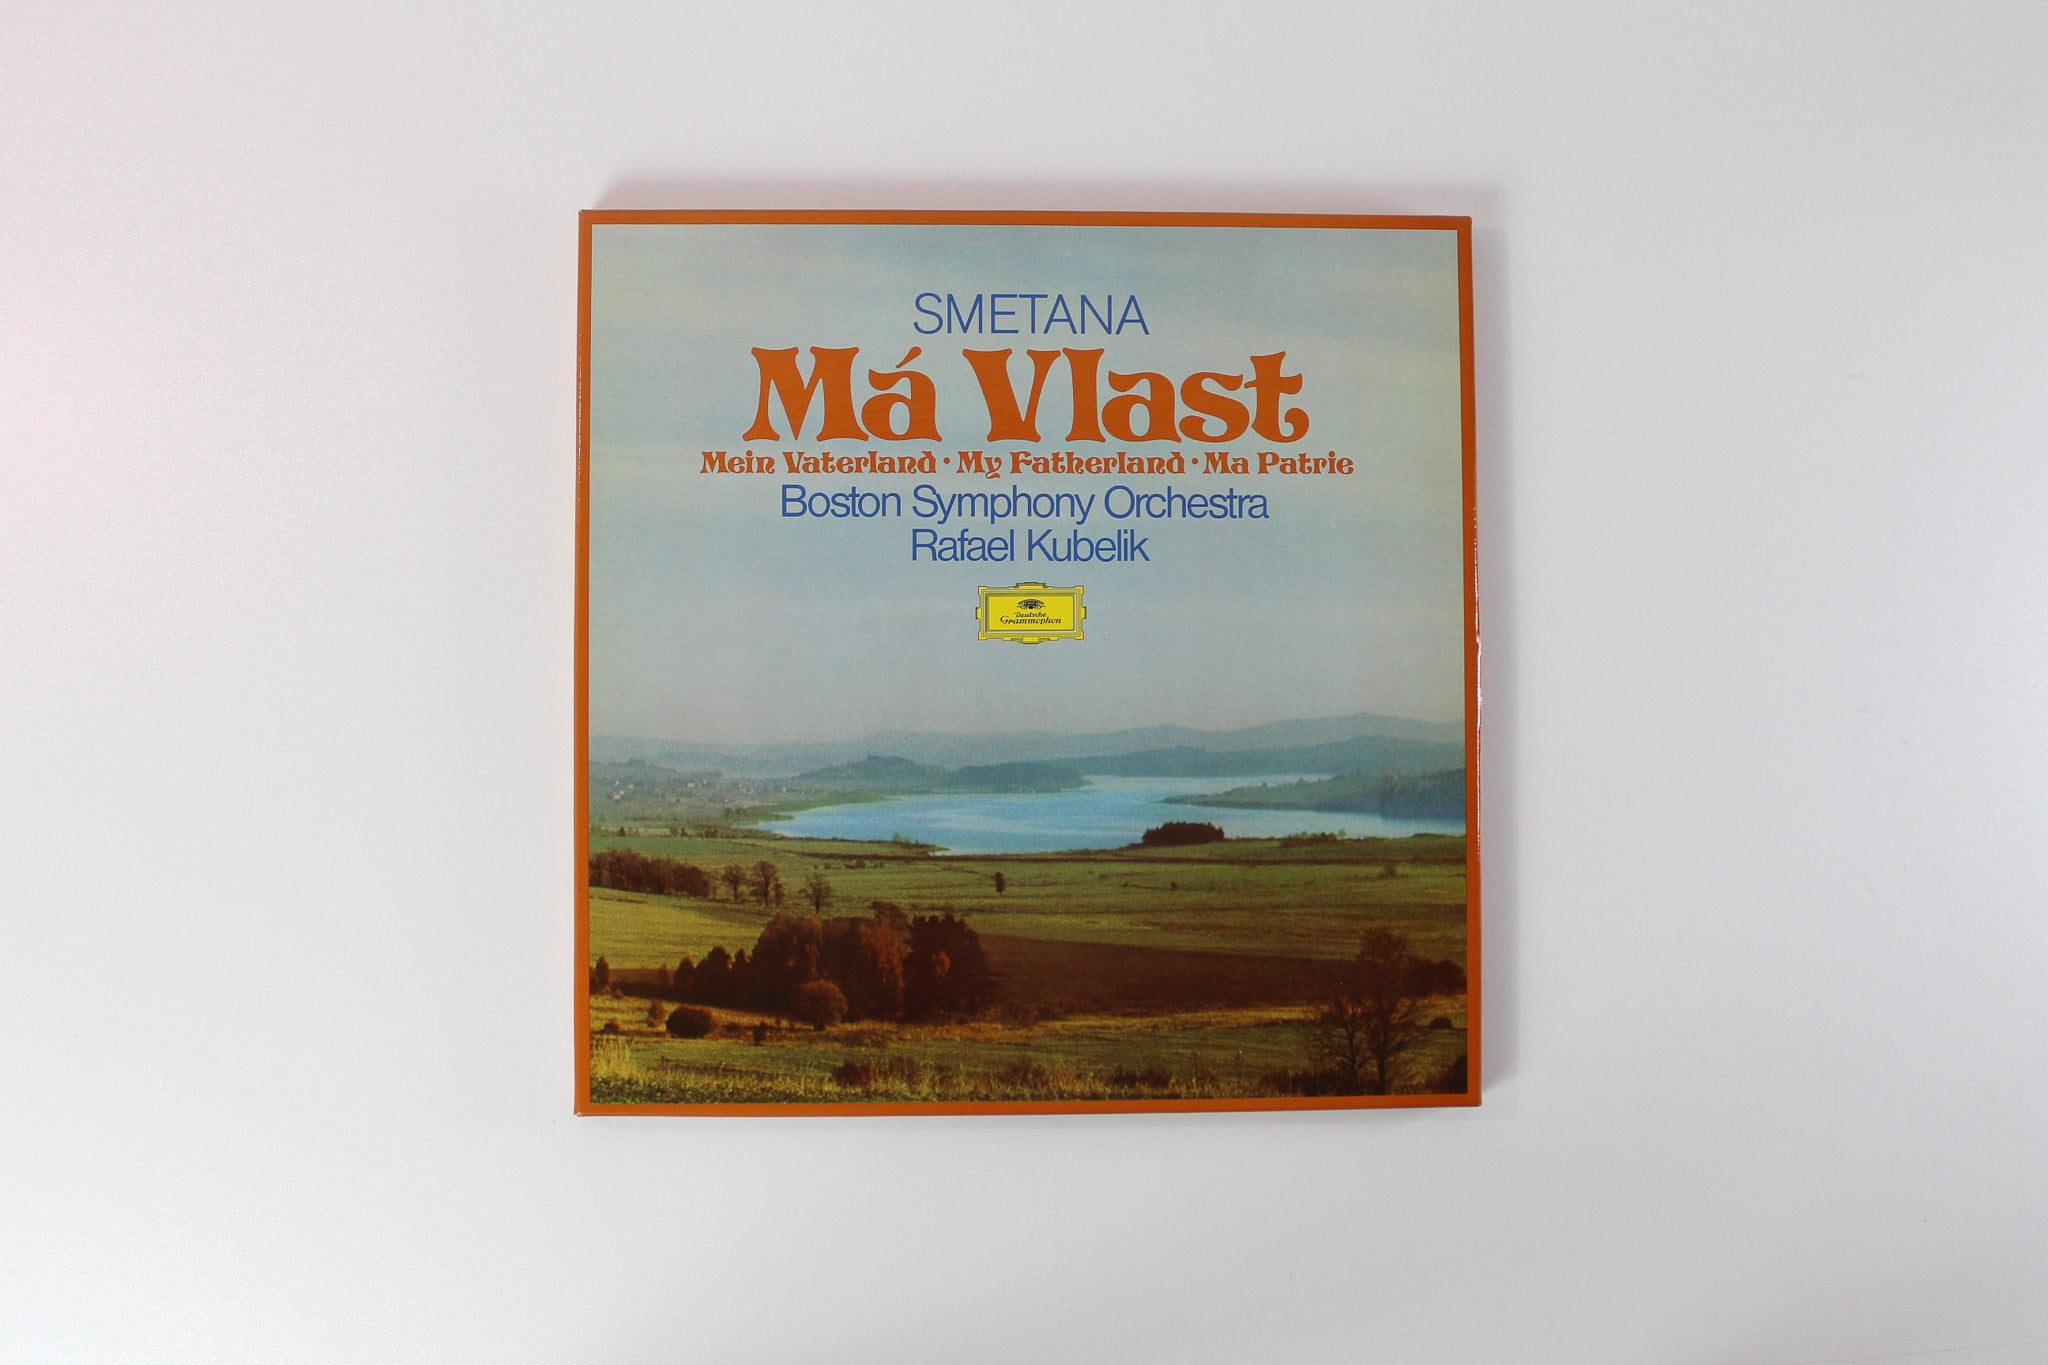 SMETANA
Má Vlast
Mein Vaterland · My Fatherland · Ma Patrie
Boston Symphony Orchestra
Rafael Kubelik
Deutsche
Grammophon